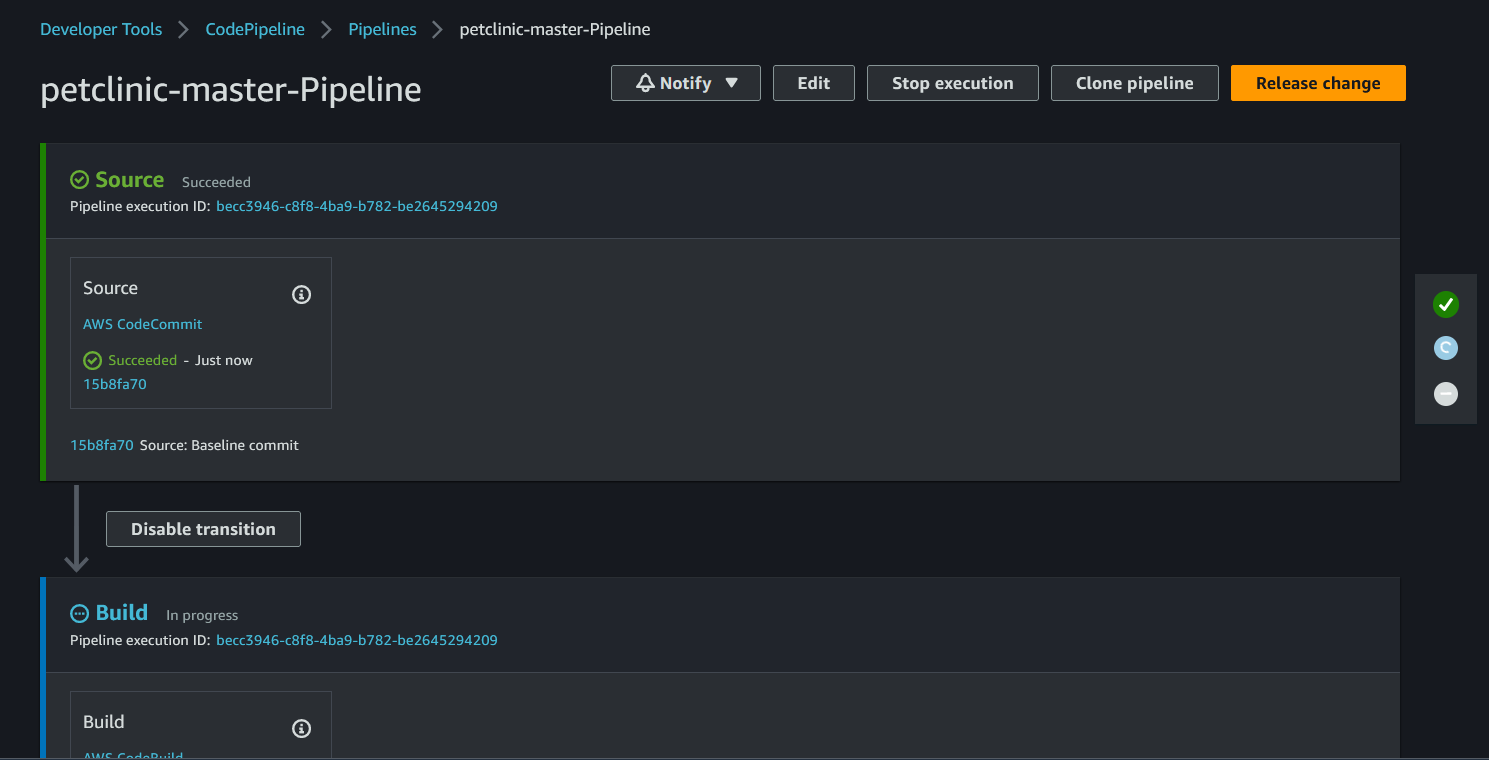 Developer Tools > CodePipeline > Pipelines > petclinic-master-Pipeline
petclinic-master-Pipeline
Notify ▼ Edit Stop execution Clone pipeline Release change
Source Succeeded
Pipeline execution ID: becc3946-c8f8-4ba9-b782-be2645294209
Source
AWS CodeCommit
Succeeded - Just now
15b8fa70
15b8fa70 Source: Baseline commit
Disable transition
Build In progress
Pipeline execution ID: becc3946-c8f8-4ba9-b782-be2645294209
Build
AWS CodeBuild